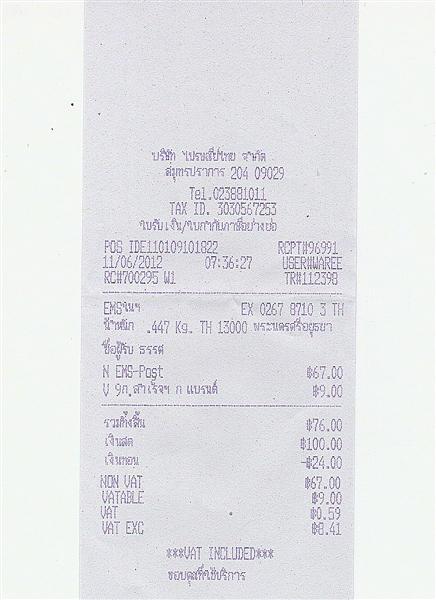 บริษัท ไปรษณีย์ไทย จำกัด
สมุทรปราการ 204 09029
Tel.023881011
TAX ID. 3030567253
ใบรับเงิน/ใบกำกับภาษีอย่างย่อ
POS IDE110109101822 RCPT#96991
11/06/2012 07:36:27 USER#WAREE
RC#700295 W1 TR#112398
EMSในฯ EX 0267 8710 3 TH
น้ำหนัก .447 Kg. TH 13000 พระนครศรีอยุธยา
ชื่อผู้รับ ธรรศ
N EMS-Post ฿67.00
V 9ก.สำเร็จฯ ก แบรนด์ ฿9.00
รวมทั้งสิ้น ฿76.00
เงินสด ฿100.00
เงินทอน -฿24.00
NON VAT ฿67.00
VATABLE ฿9.00
VAT ฿0.59
VAT EXC ฿8.41
***VAT INCLUDED***
ขอบคุณที่ใช้บริการ